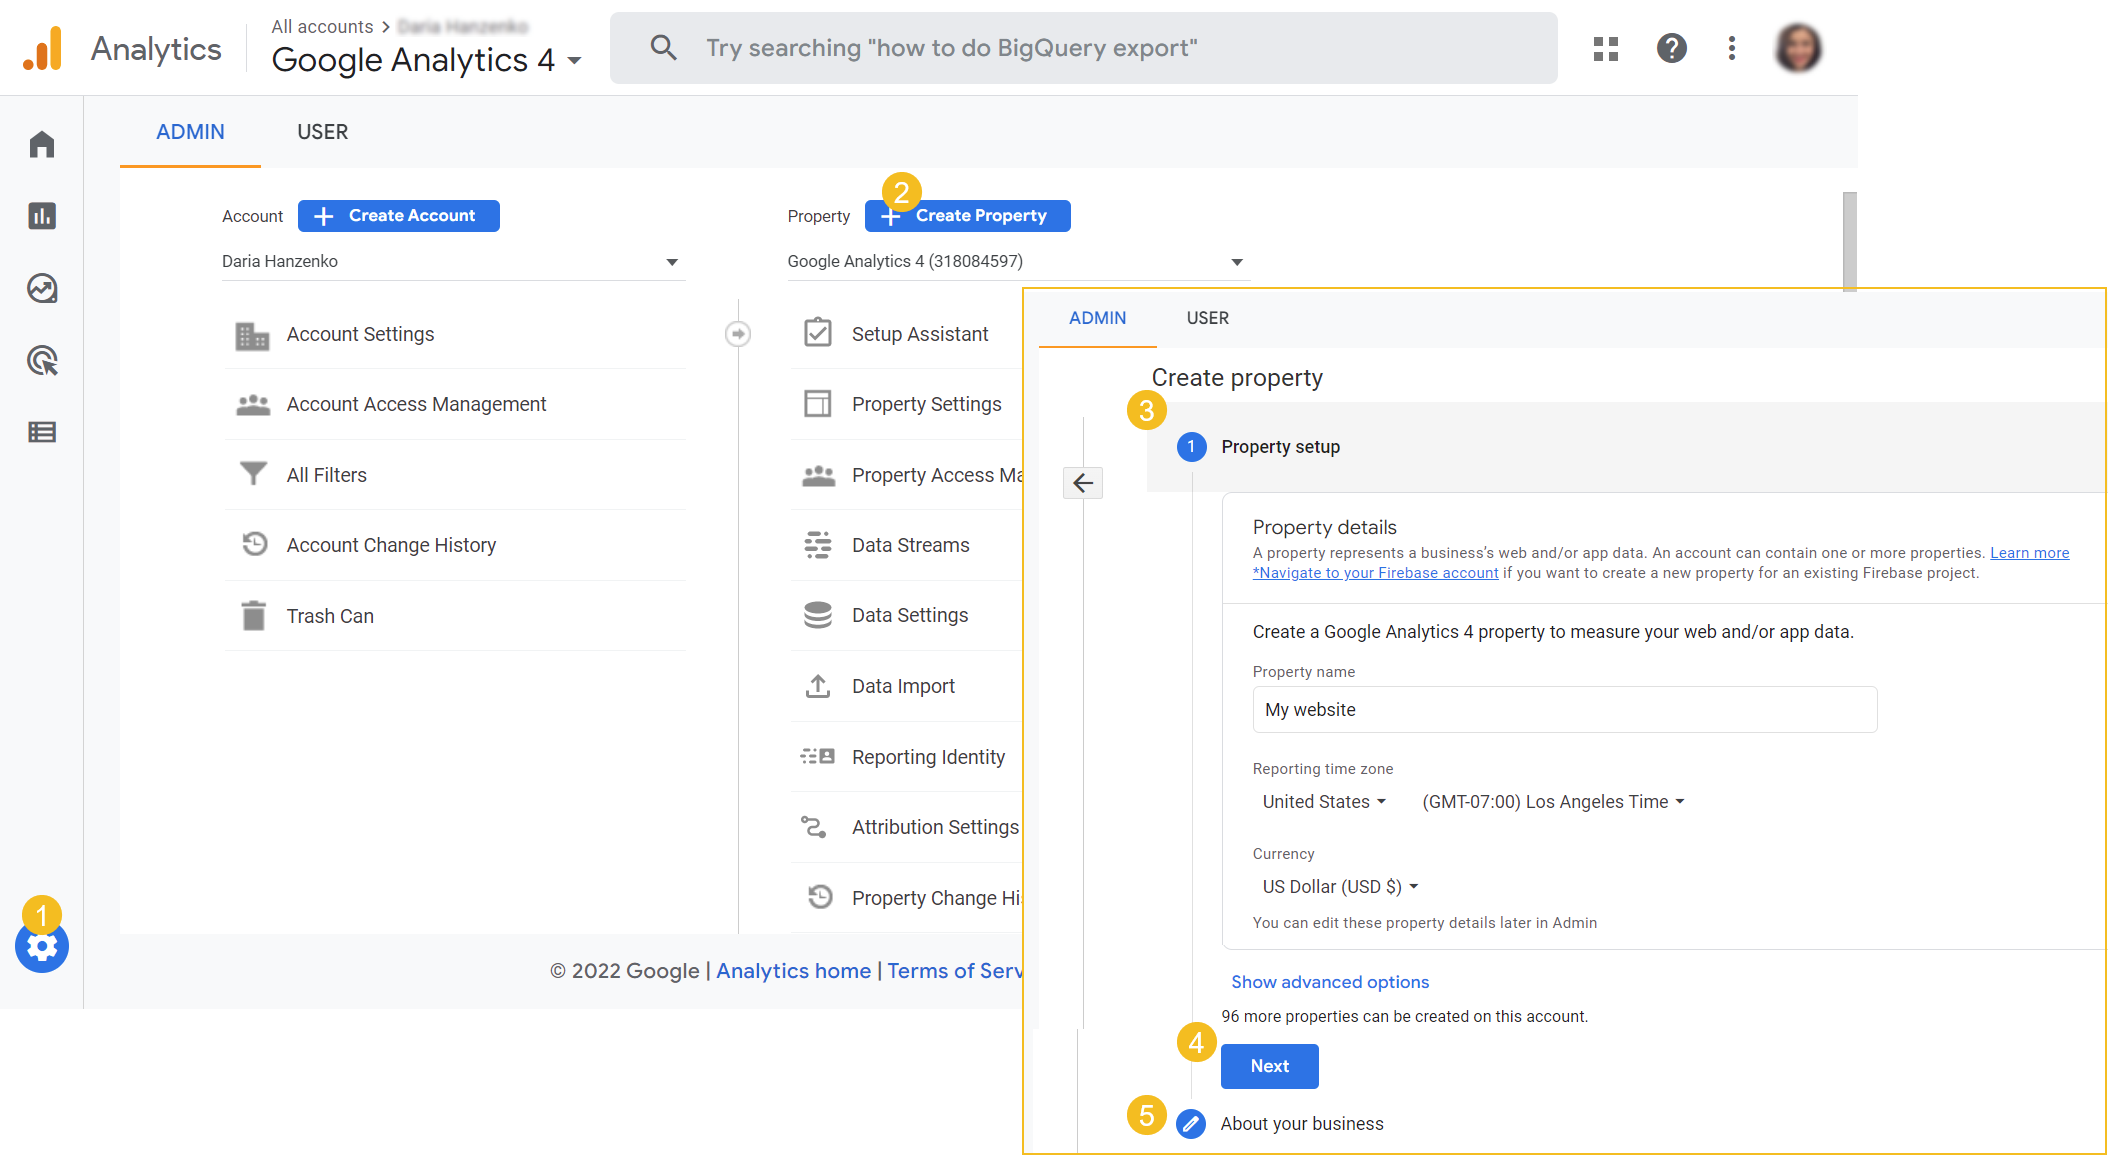 Analytics
All accounts > Daria Hanzenko
Google Analytics 4
Try searching "how to do BigQuery export"
ADMIN
USER
Account
Create Account
Daria Hanzenko
Account Settings
Account Access Management
All Filters
Account Change History
Trash Can
2
Property
Create Property
Google Analytics 4 (318084597)
Setup Assistant
Property Settings
Property Access Ma
Data Streams
Data Settings
Data Import
Reporting Identity
Attribution Settings
Property Change Hi
1
© 2022 Google | Analytics home | Terms of Serv
ADMIN
USER
Create property
3
1
Property setup
Property details
A property represents a business's web and/or app data. An account can contain one or more properties. Learn more
*Navigate to your Firebase account if you want to create a new property for an existing Firebase project.
Create a Google Analytics 4 property to measure your web and/or app data.
Property name
My website
Reporting time zone
United States
(GMT-07:00) Los Angeles Time
Currency
US Dollar (USD $)
You can edit these property details later in Admin
Show advanced options
96 more properties can be created on this account.
4
Next
5
About your business